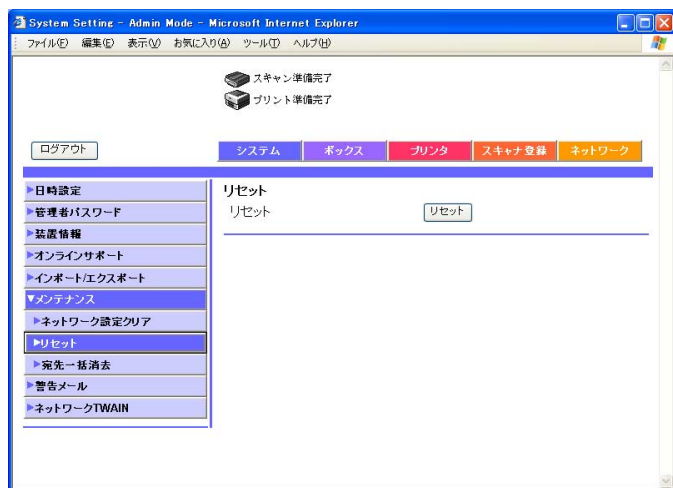 System Setting - Admin Mode - Microsoft Internet Explorer
ファイル(F) 編集(E) 表示(V) お気に入り(A) ツール(T) ヘルプ(H)
スキャン準備完了
プリント準備完了
ログアウト
システム ボックス プリンタ スキャナ登録 ネットワーク
▶日時設定
▶管理者パスワード
▶装置情報
▶オンラインサポート
▶インポート/エクスポート
▼メンテナンス
▶ネットワーク設定クリア
▶リセット
▶宛先一括消去
▶警告メール
▶ネットワークTWAIN
リセット
リセット リセット